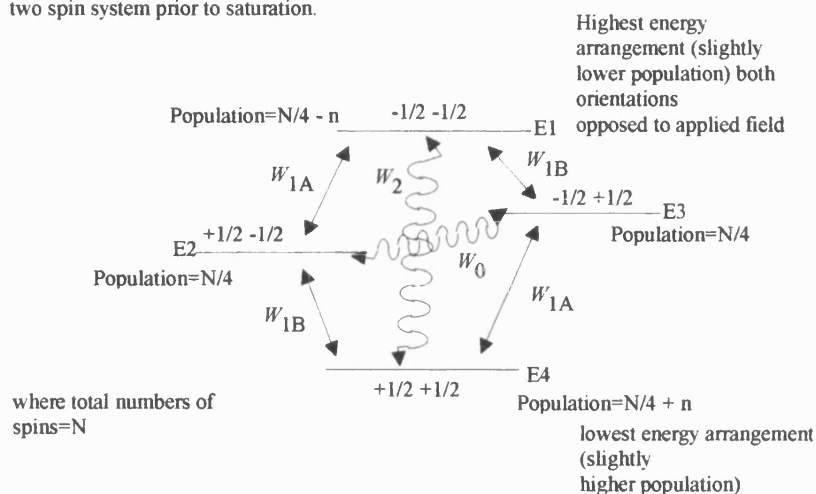 two spin system prior to saturation.
Highest energy
arrangement (slightly
lower population) both
orientations
opposed to applied field
Population=N/4 - n
-1/2 -1/2
E1
W1A
W2
W1B
-1/2 +1/2
E3
Population=N/4
+1/2 -1/2
E2
Population=N/4
W0
W1A
W1B
E4
+1/2 +1/2
Population=N/4 + n
where total numbers of
spins=N
lowest energy arrangement
(slightly
higher population)